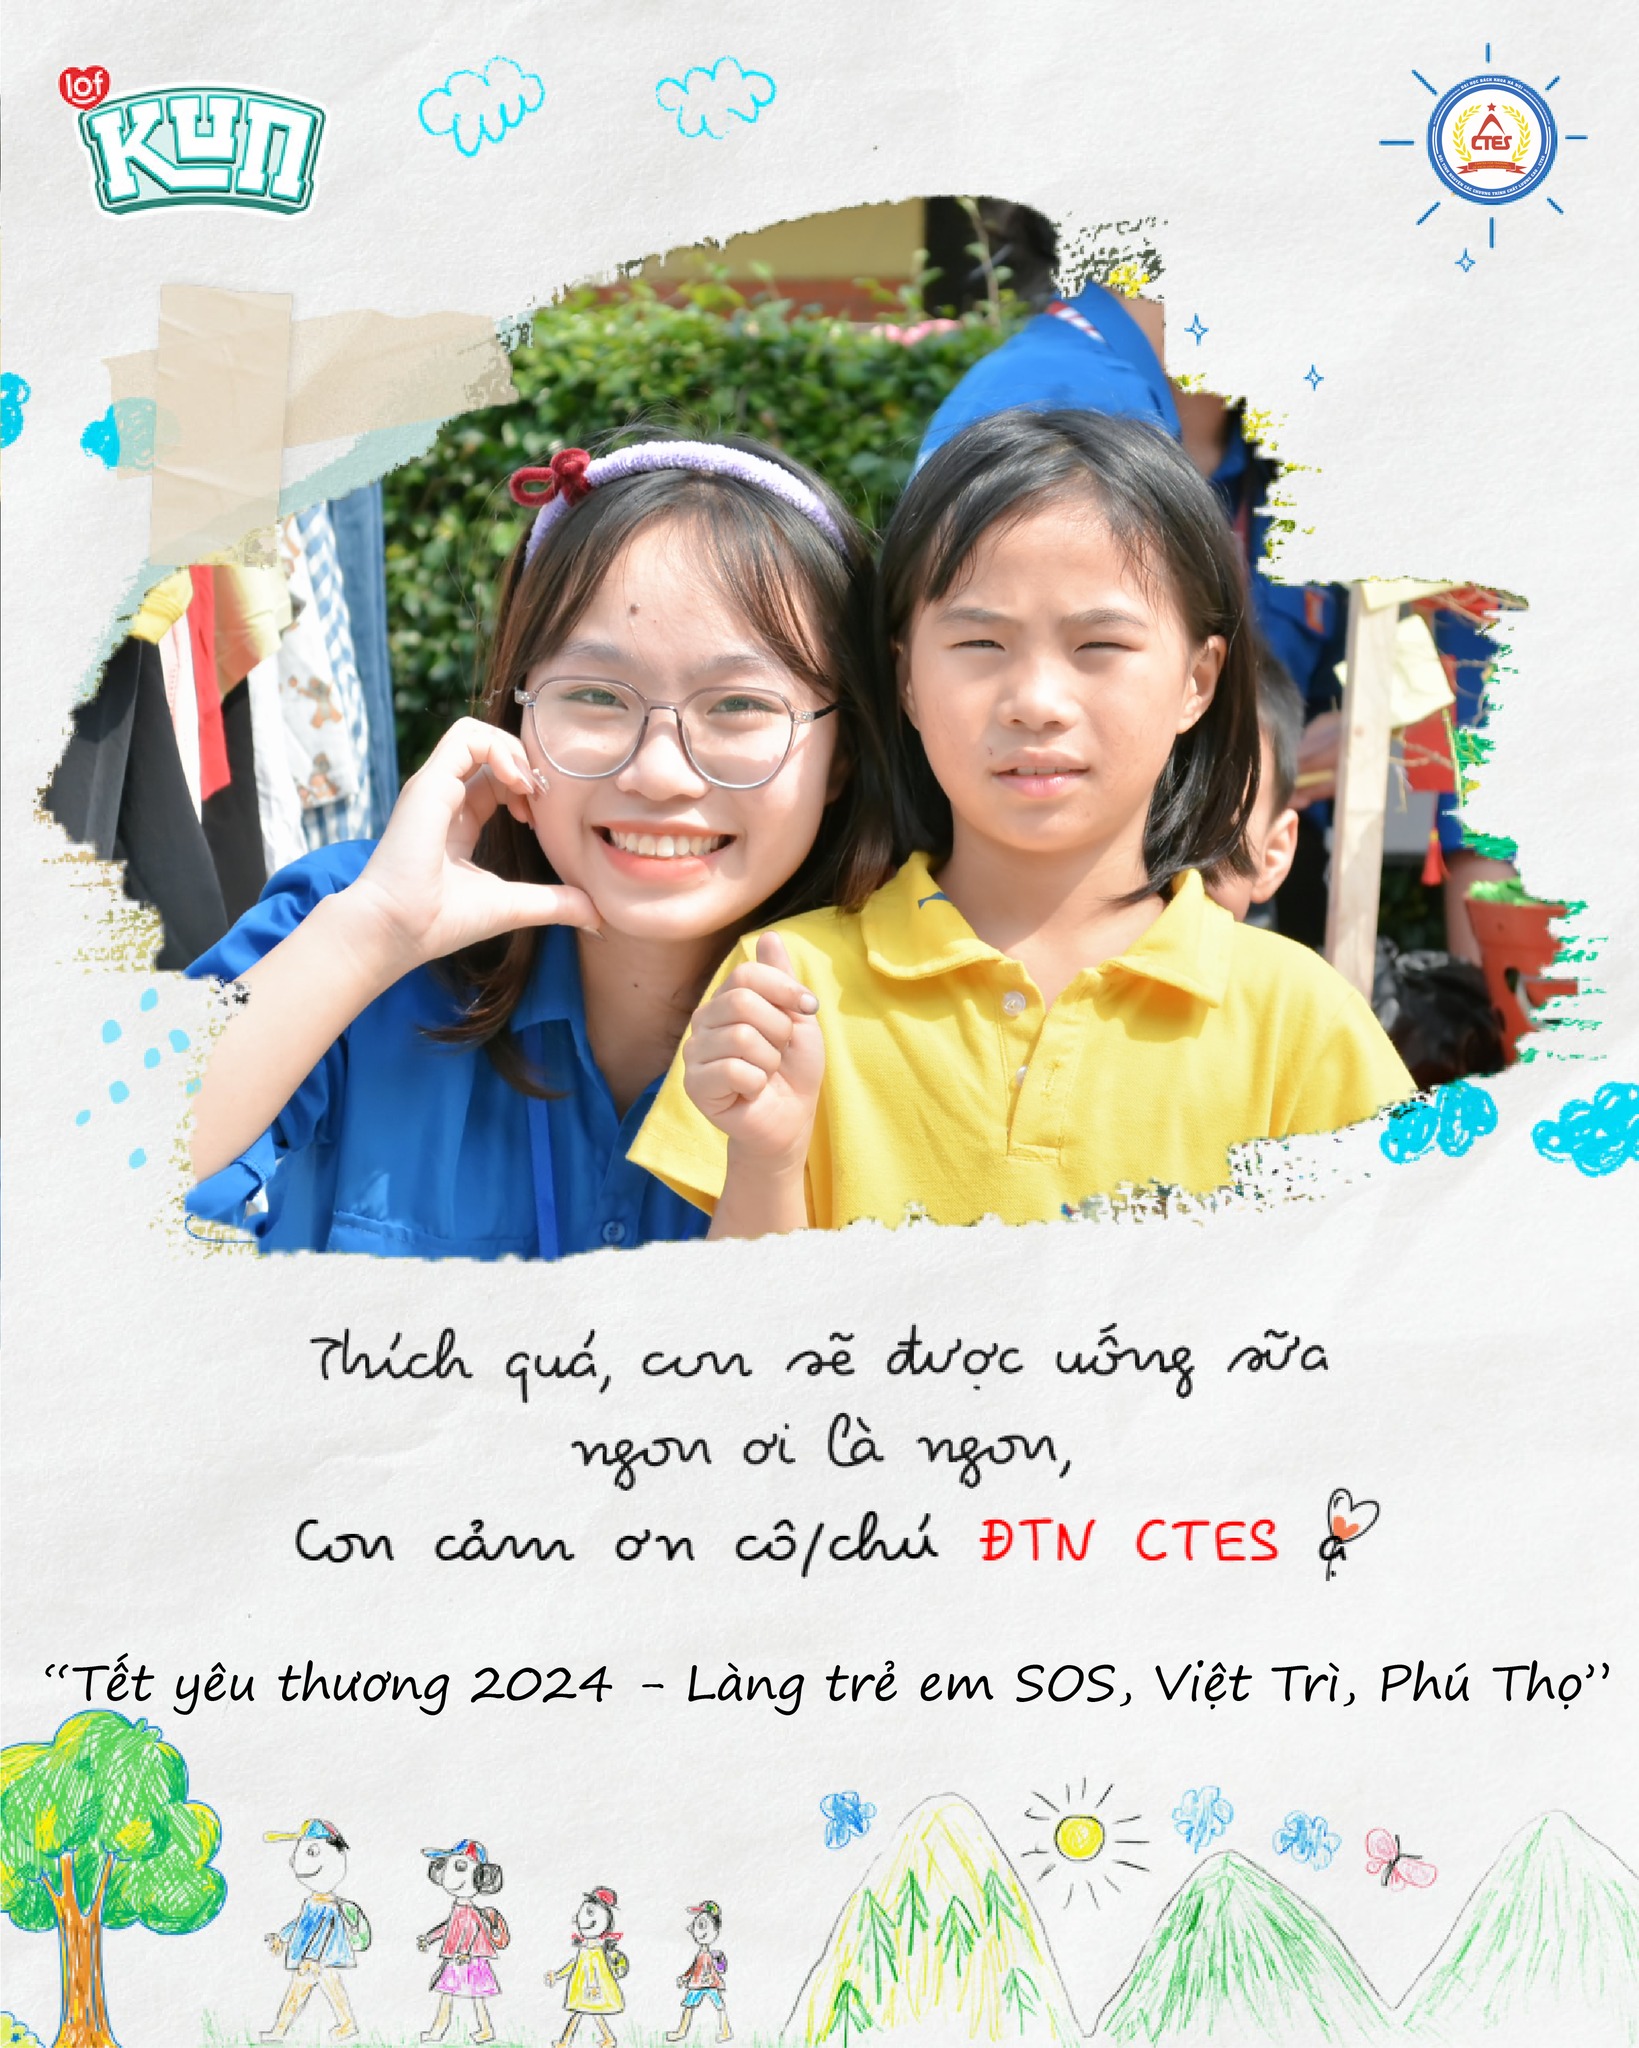 lof
KUN
CTES
Thích quá, con sẽ được uống sữa
ngon ơi là ngon,
Con cảm ơn cô/chú ĐTN CTES ạ
“Tết yêu thương 2024 - Làng trẻ em SOS, Việt Trì, Phú Thọ”